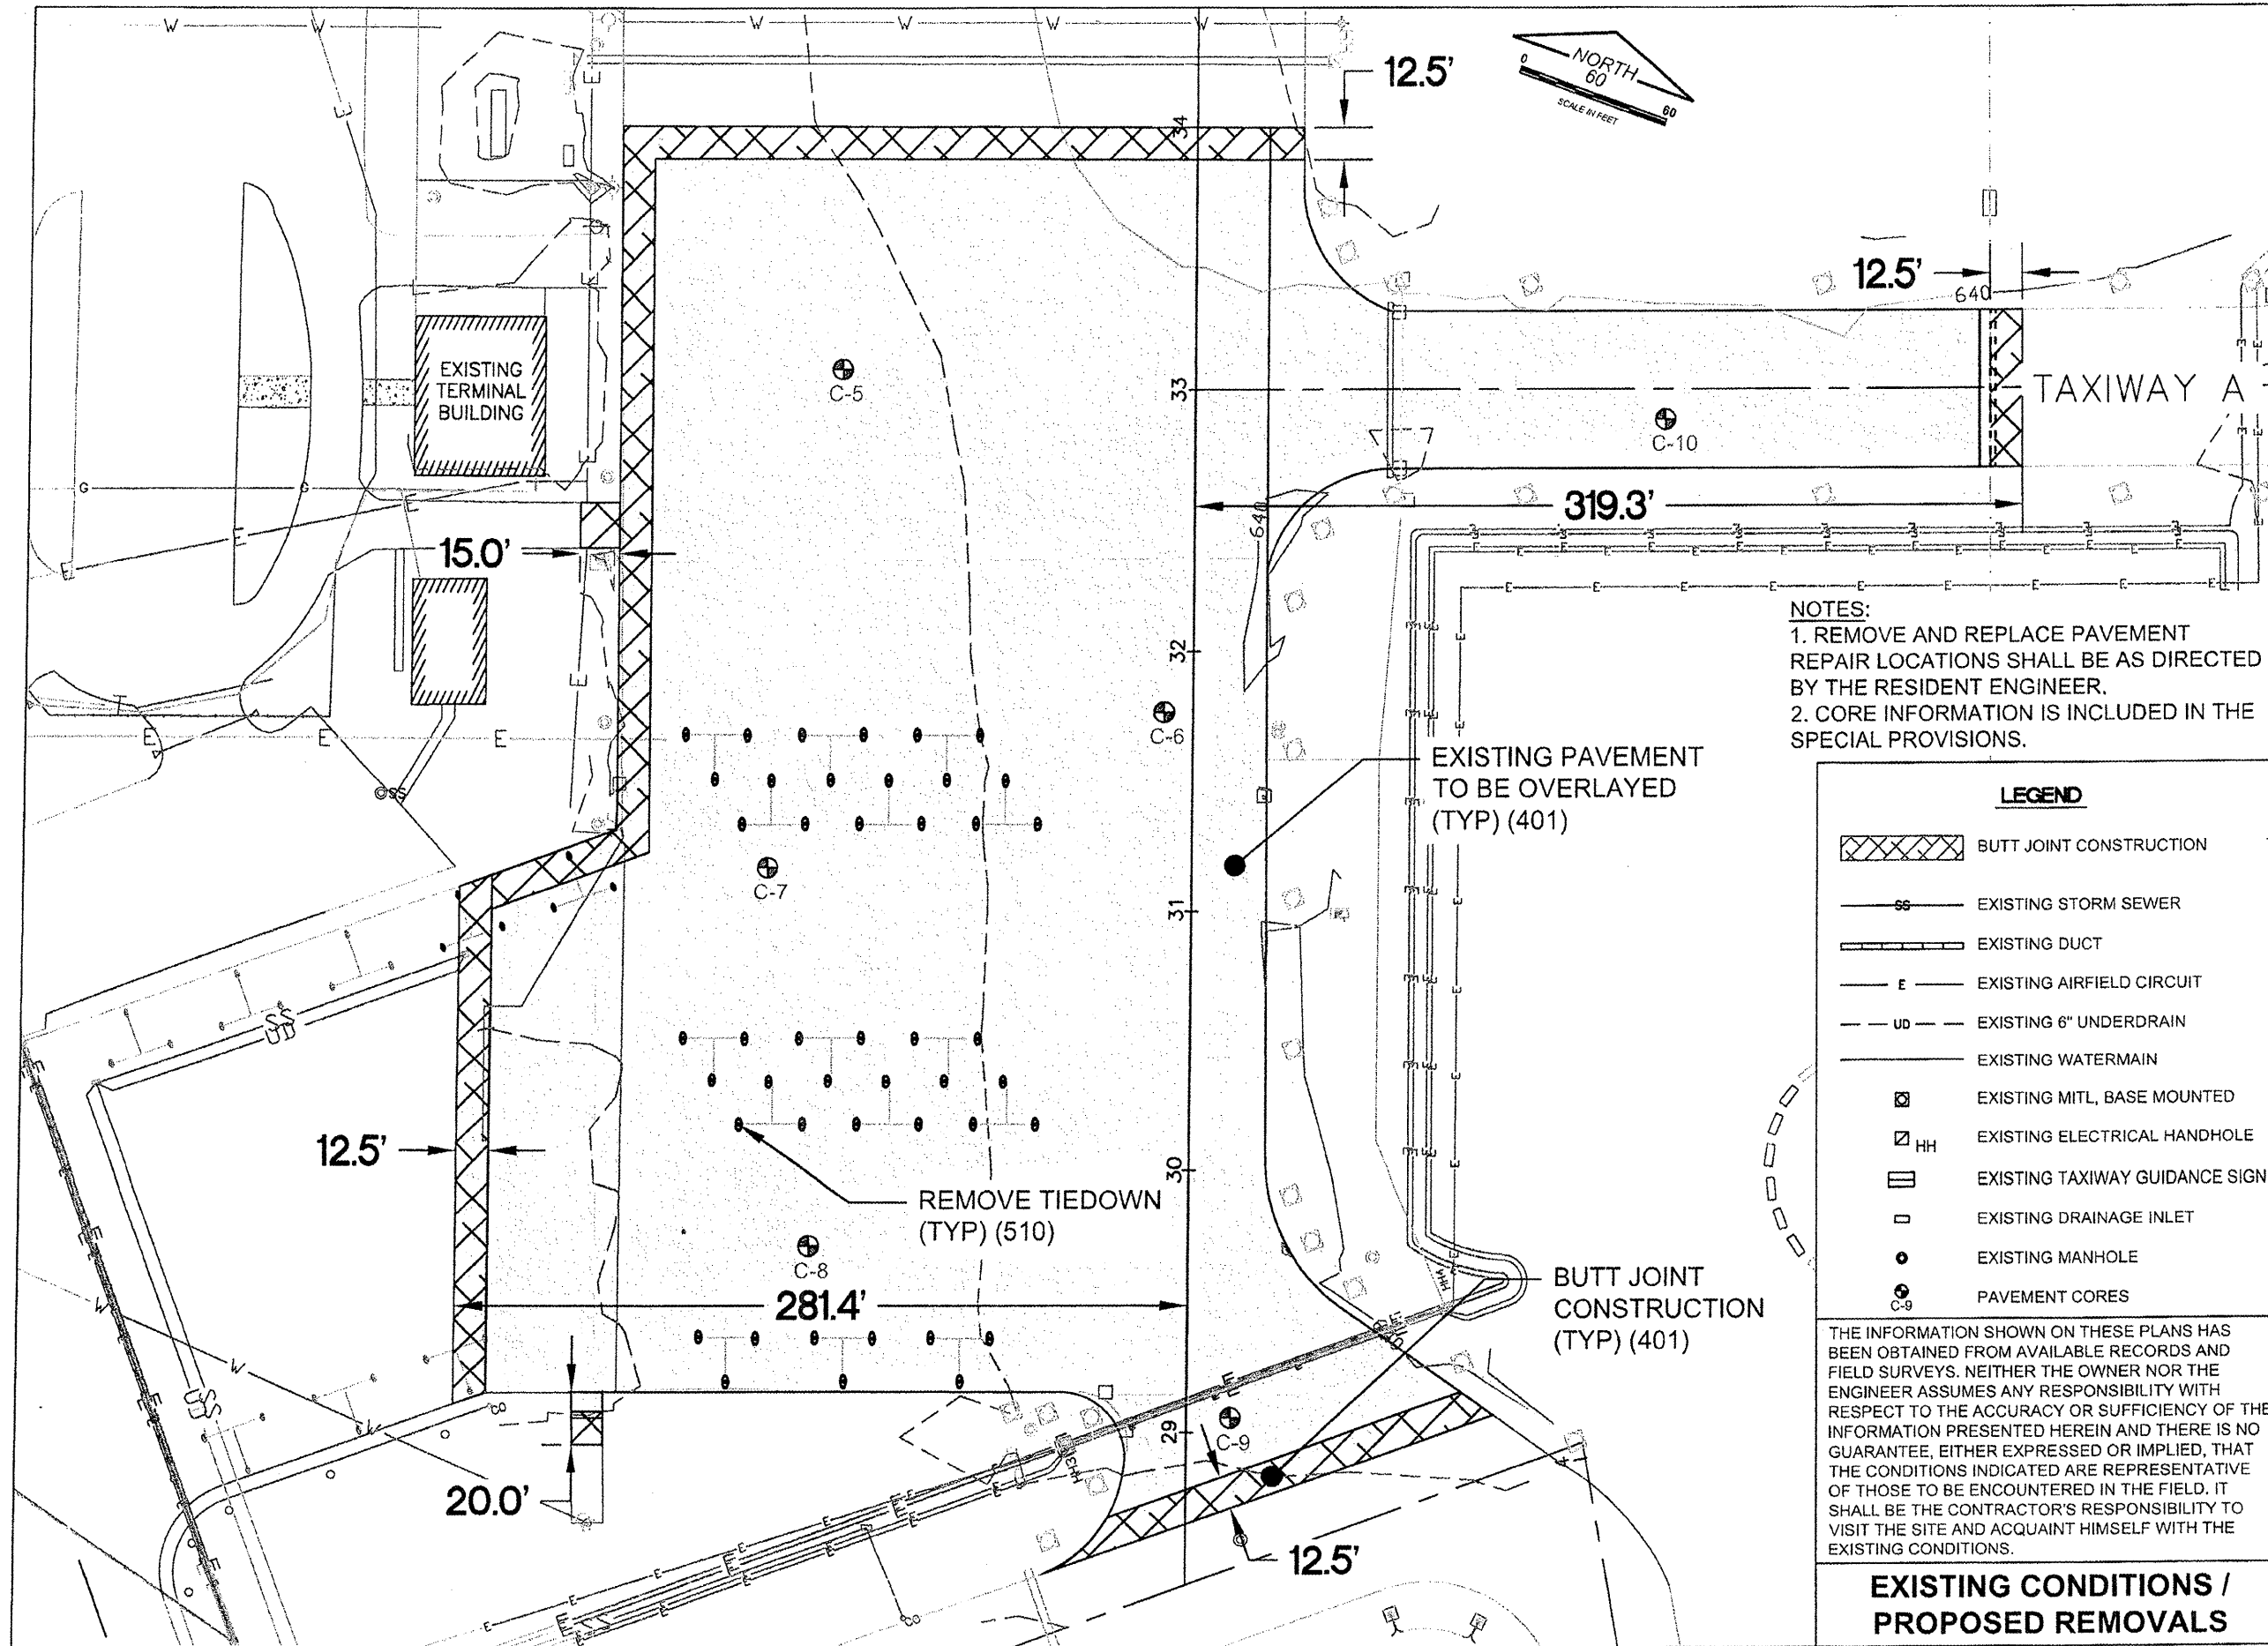 12.5'
NORTH
0 60 60
SCALE IN FEET
34
12.5'
640
EXISTING
TERMINAL
BUILDING
C-5
33
TAXIWAY A
C-10
319.3'
640
15.0'
32
C-6
NOTES:
1. REMOVE AND REPLACE PAVEMENT
REPAIR LOCATIONS SHALL BE AS DIRECTED
BY THE RESIDENT ENGINEER.
2. CORE INFORMATION IS INCLUDED IN THE
SPECIAL PROVISIONS.
EXISTING PAVEMENT
TO BE OVERLAYED
(TYP) (401)
C-7
31
LEGEND
BUTT JOINT CONSTRUCTION
SS EXISTING STORM SEWER
EXISTING DUCT
E EXISTING AIRFIELD CIRCUIT
UD EXISTING 6" UNDERDRAIN
EXISTING WATERMAIN
EXISTING MITL, BASE MOUNTED
HH EXISTING ELECTRICAL HANDHOLE
EXISTING TAXIWAY GUIDANCE SIGN
EXISTING DRAINAGE INLET
EXISTING MANHOLE
C-9 PAVEMENT CORES
12.5'
30
REMOVE TIEDOWN
(TYP) (510)
C-8
281.4'
BUTT JOINT
CONSTRUCTION
(TYP) (401)
29
C-9
20.0'
12.5'
THE INFORMATION SHOWN ON THESE PLANS HAS
BEEN OBTAINED FROM AVAILABLE RECORDS AND
FIELD SURVEYS. NEITHER THE OWNER NOR THE
ENGINEER ASSUMES ANY RESPONSIBILITY WITH
RESPECT TO THE ACCURACY OR SUFFICIENCY OF THE
INFORMATION PRESENTED HEREIN AND THERE IS NO
GUARANTEE, EITHER EXPRESSED OR IMPLIED, THAT
THE CONDITIONS INDICATED ARE REPRESENTATIVE
OF THOSE TO BE ENCOUNTERED IN THE FIELD. IT
SHALL BE THE CONTRACTOR'S RESPONSIBILITY TO
VISIT THE SITE AND ACQUAINT HIMSELF WITH THE
EXISTING CONDITIONS.
EXISTING CONDITIONS /
PROPOSED REMOVALS